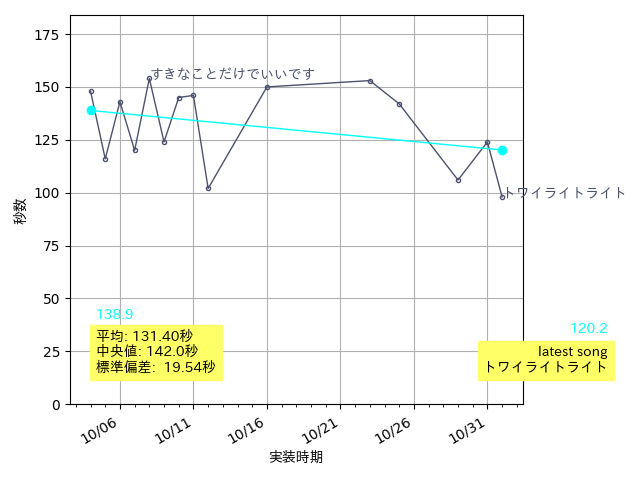 175
150
125
100
75
50
25
0
秒数
すきなことだけでいいです
トワイライトライト
138.9
平均: 131.40秒
中央値: 142.0秒
標準偏差: 19.54秒
120.2
latest song
トワイライトライト
10/06
10/11
10/16
10/21
10/26
10/31
実装時期